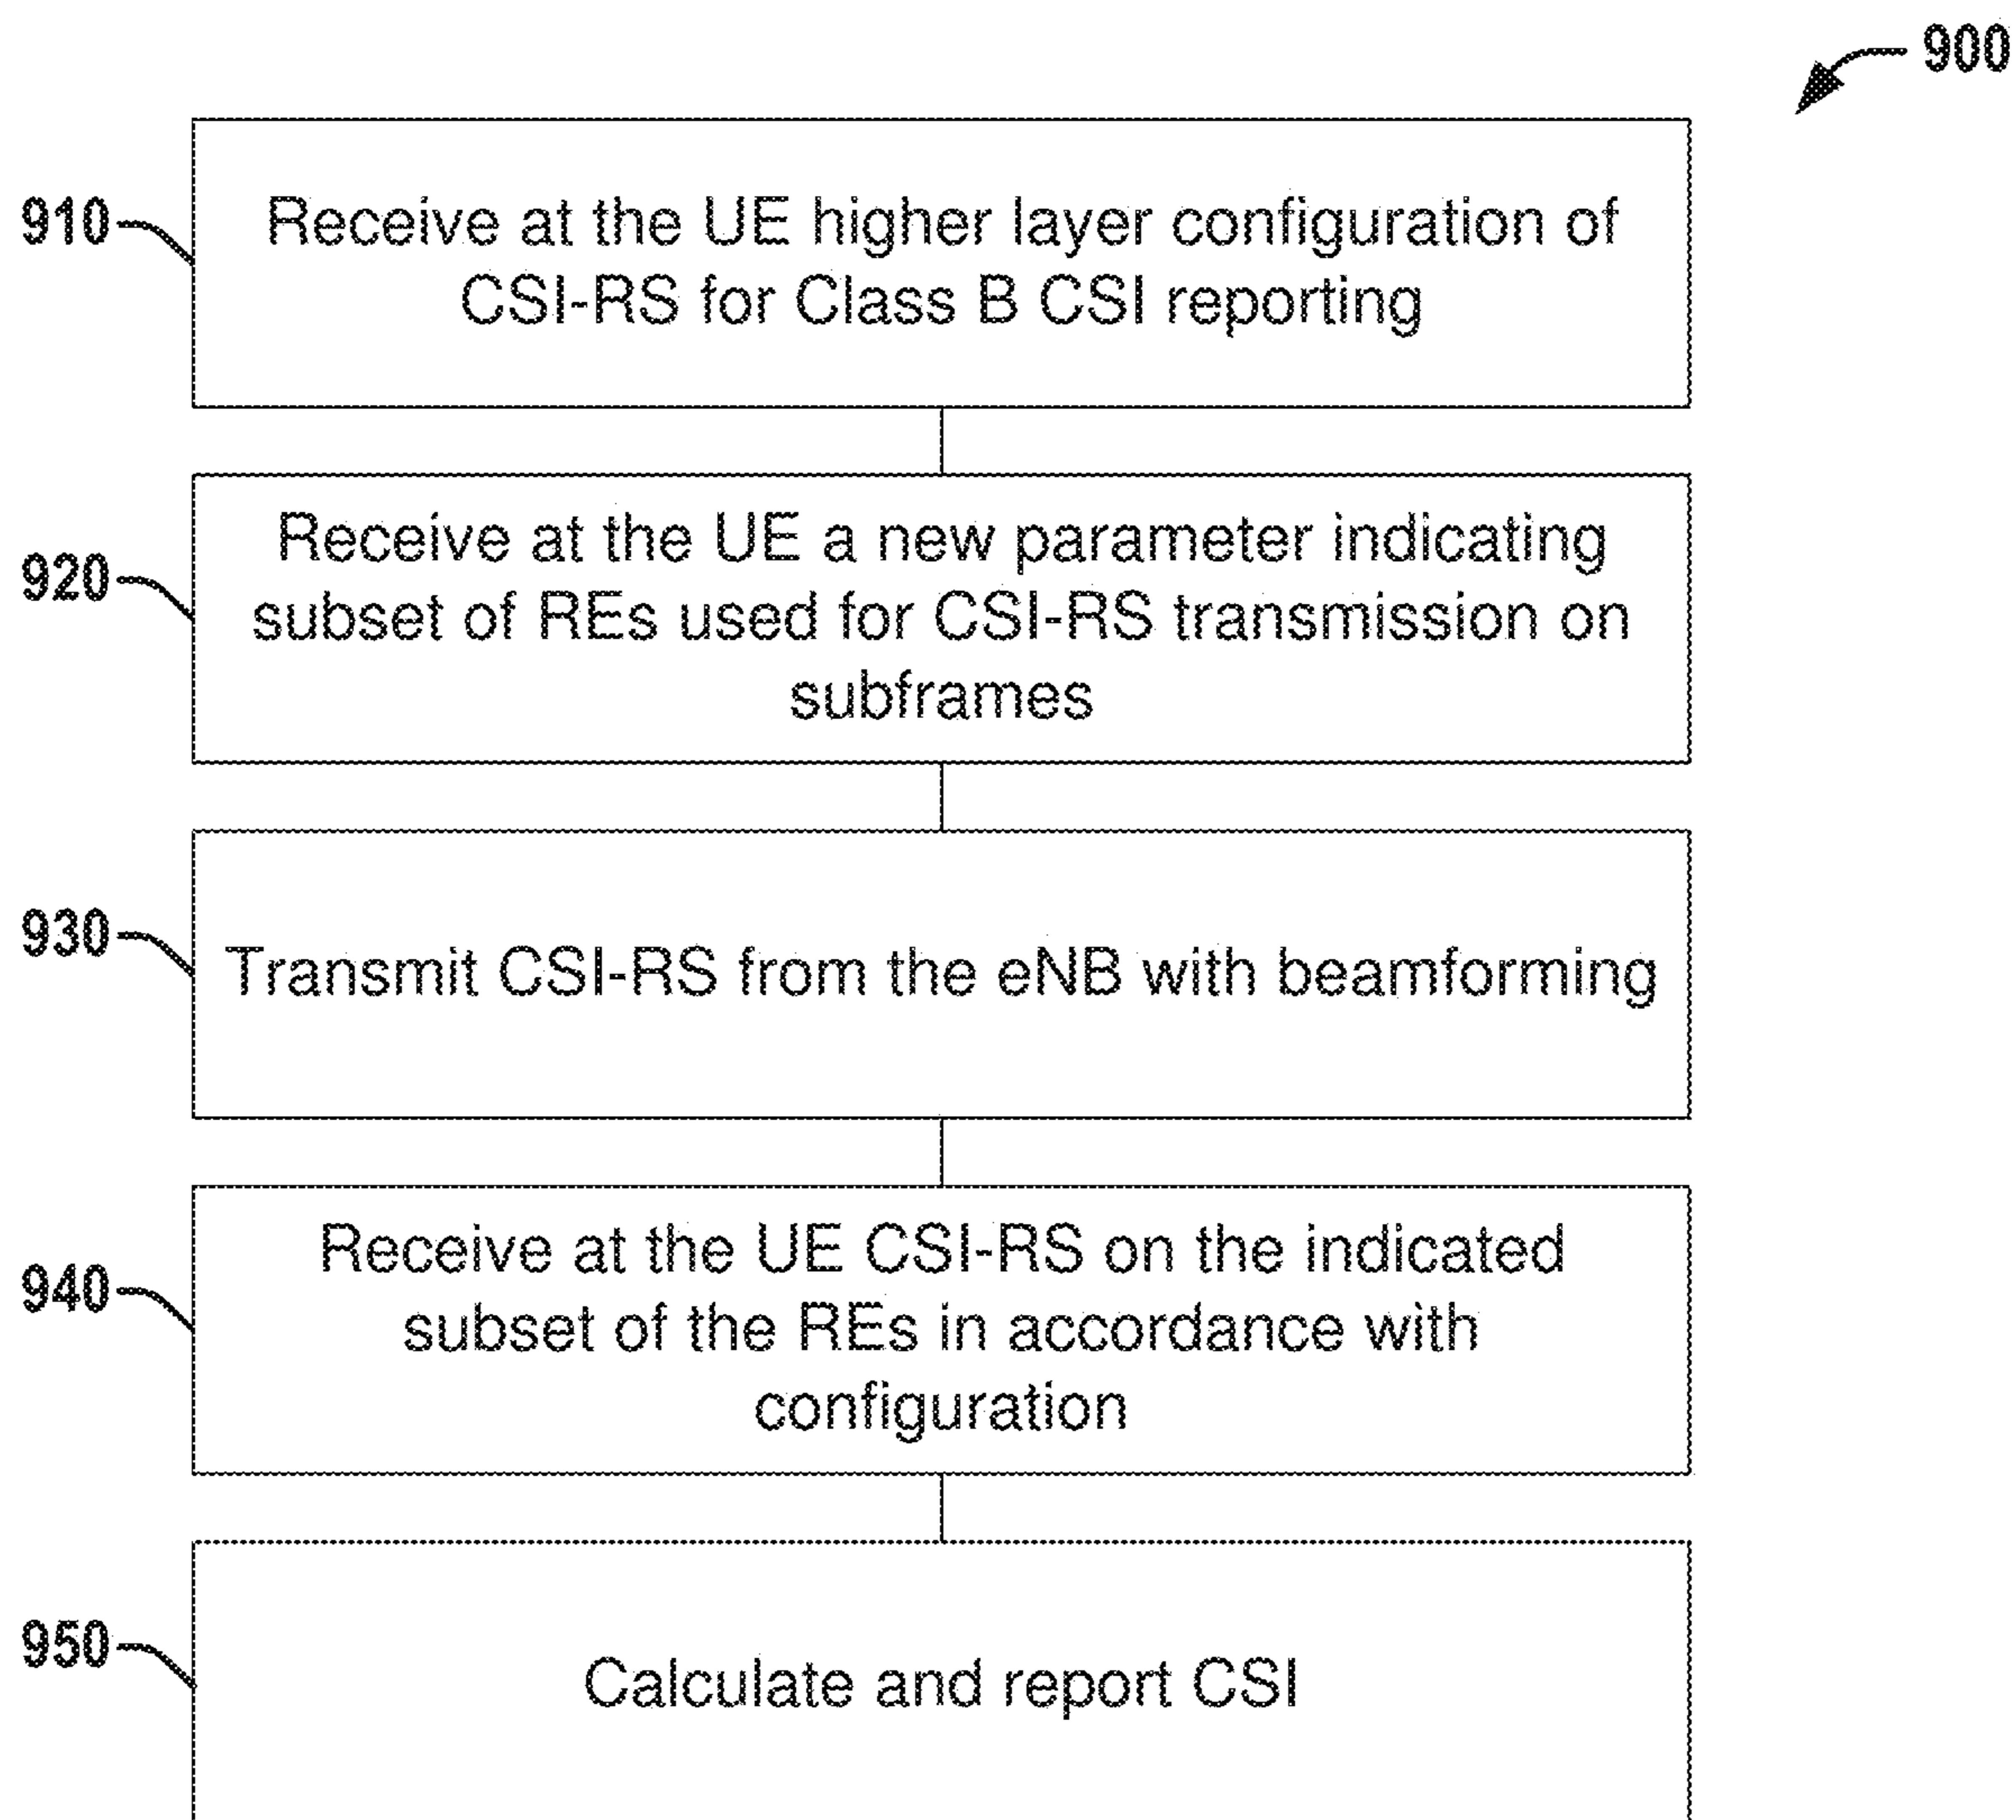 900
910
Receive at the UE higher layer configuration of
CSI-RS for Class B CSI reporting
920
Receive at the UE a new parameter indicating
subset of REs used for CSI-RS transmission on
subframes
930
Transmit CSI-RS from the eNB with beamforming
940
Receive at the UE CSI-RS on the indicated
subset of the REs in accordance with
configuration
950
Calculate and report CSI